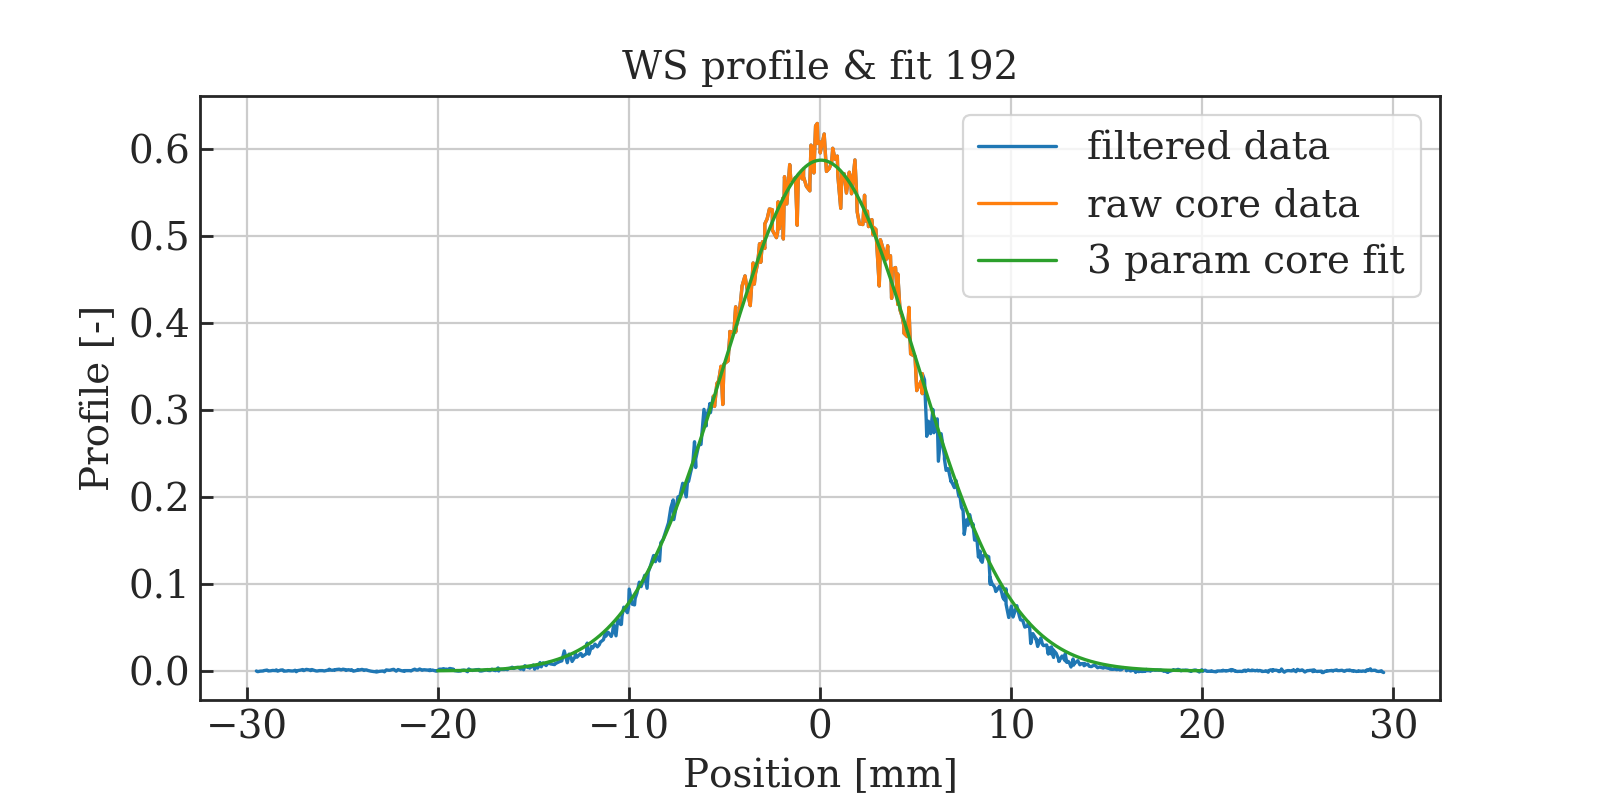 WS profile & fit 192
filtered data
raw core data
3 param core fit
Profile [-]
0.6
0.5
0.4
0.3
0.2
0.1
0.0
−30 −20 −10 0 10 20 30
Position [mm]